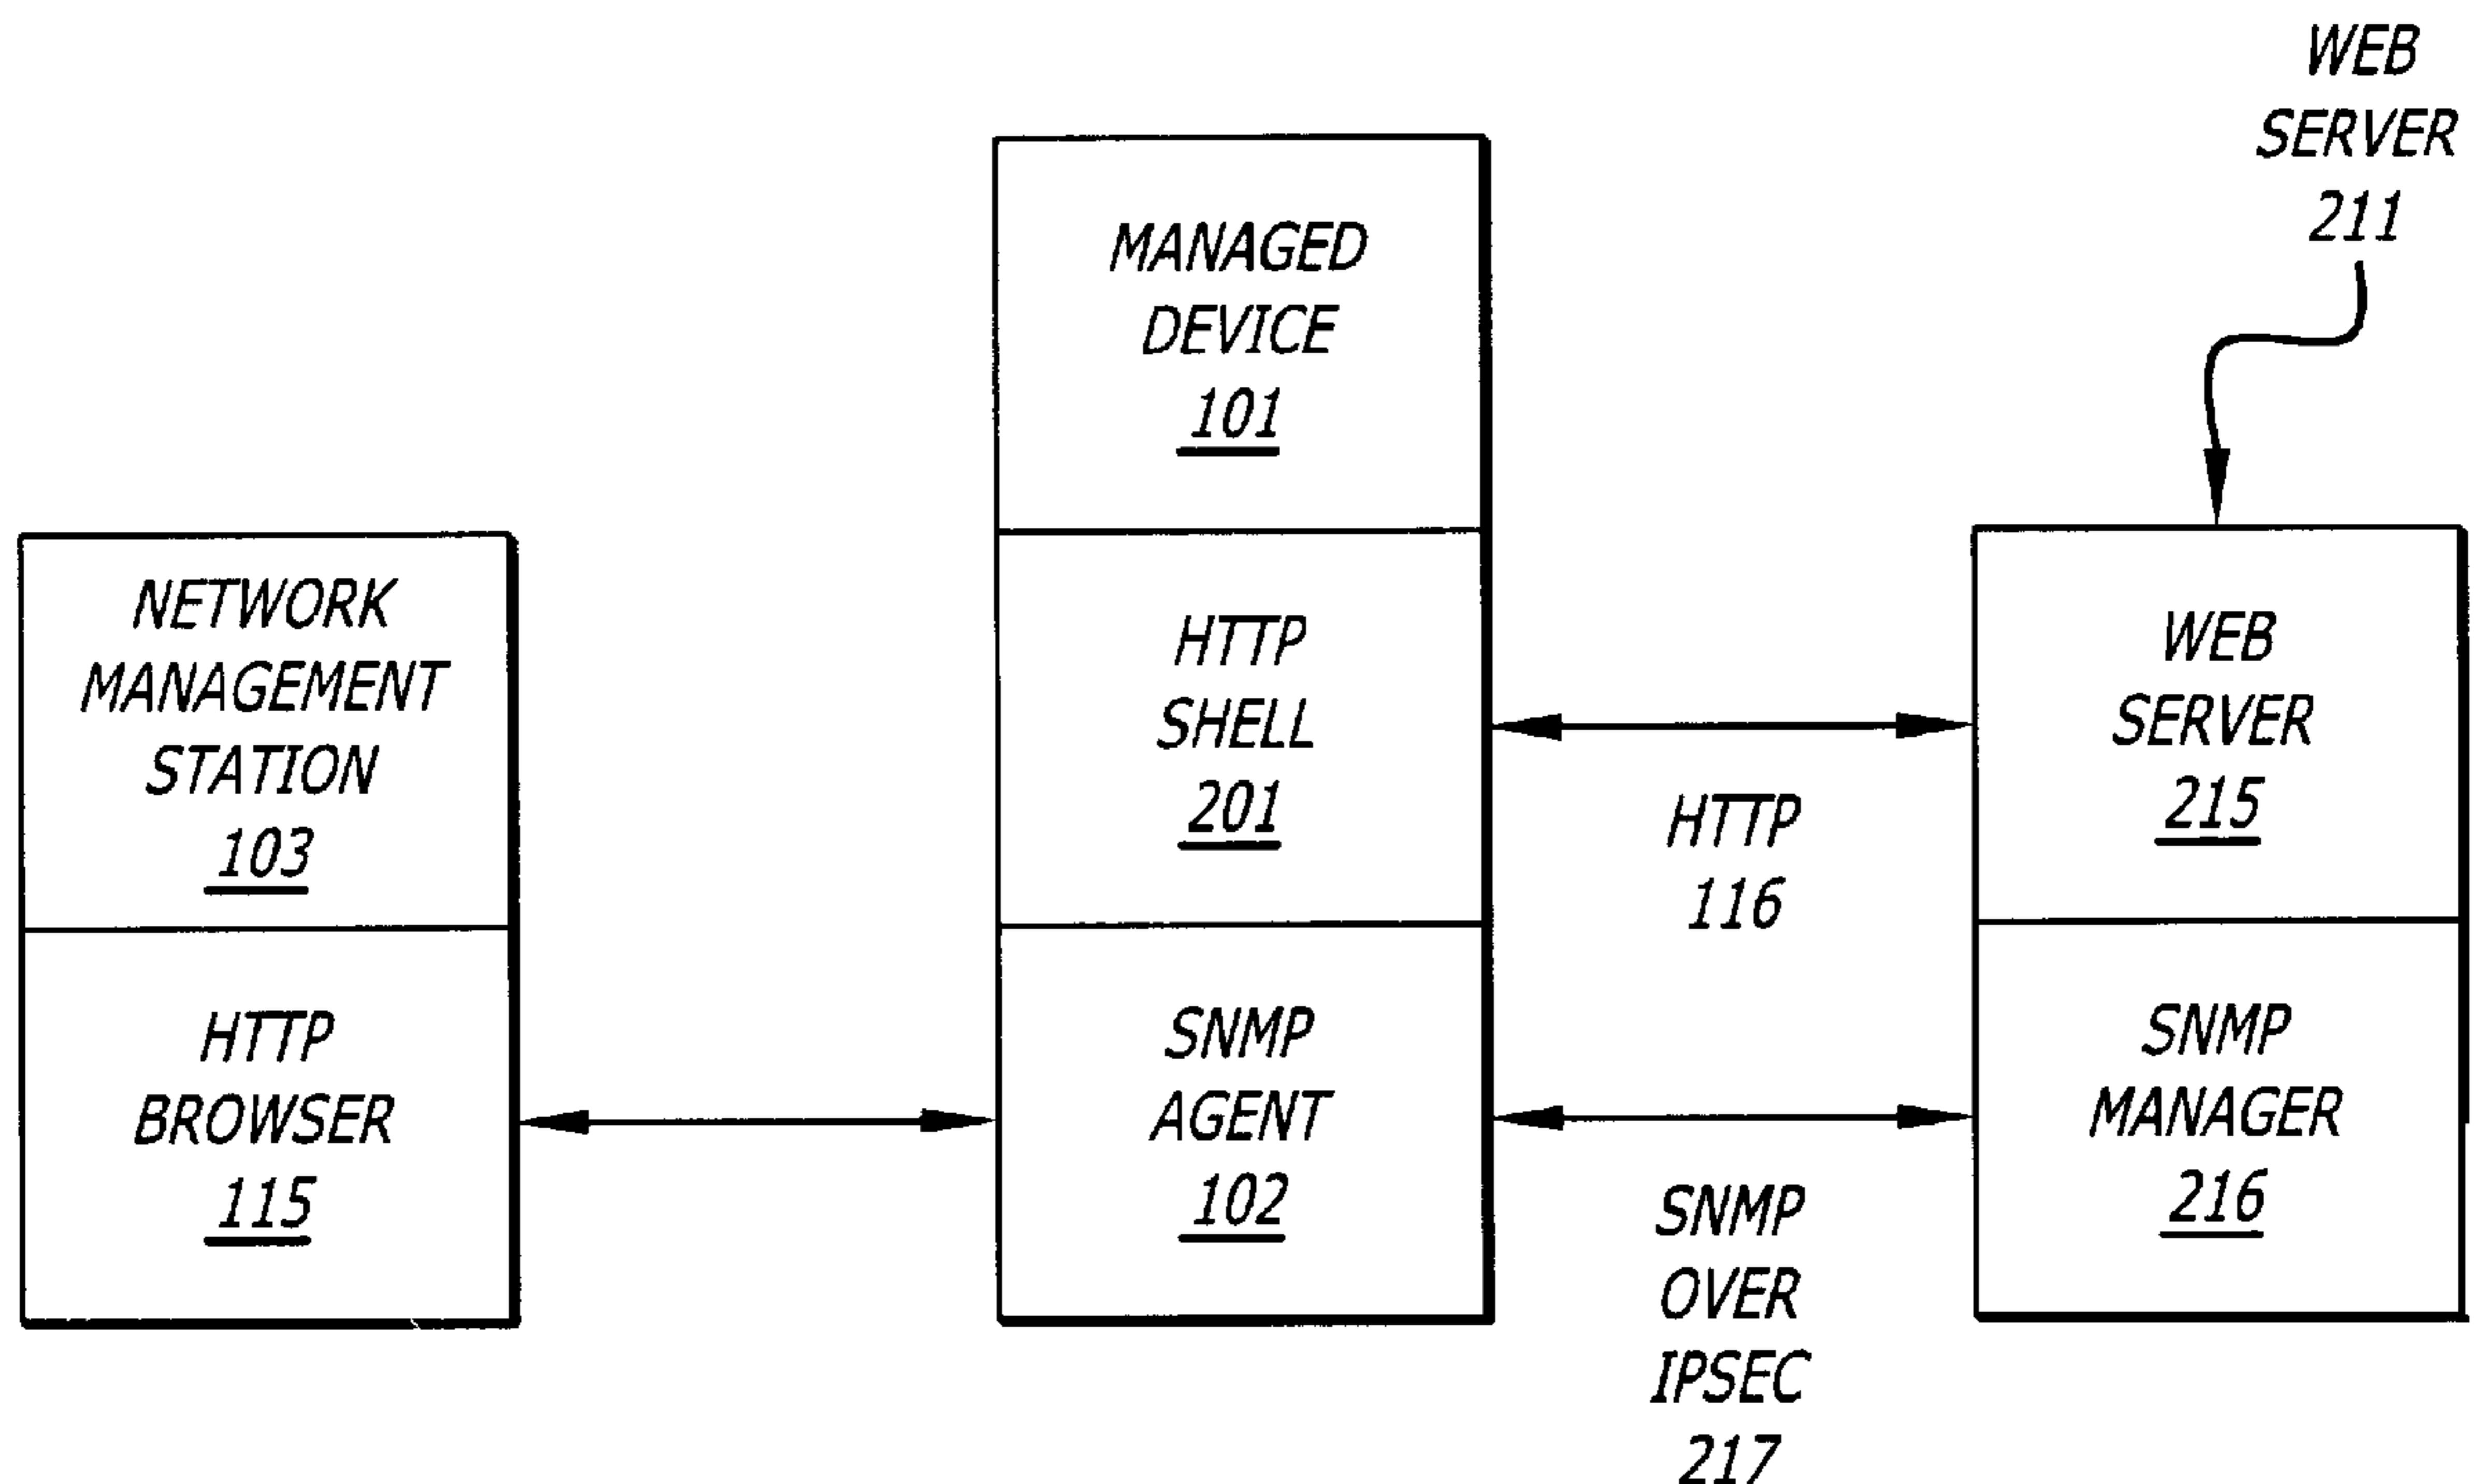 WEB
SERVER
211
MANAGED
DEVICE
101
NETWORK
MANAGEMENT
STATION
103
HTTP
SHELL
201
WEB
SERVER
215
HTTP
116
HTTP
BROWSER
115
SNMP
AGENT
102
SNMP
MANAGER
216
SNMP
OVER
IPSEC
217